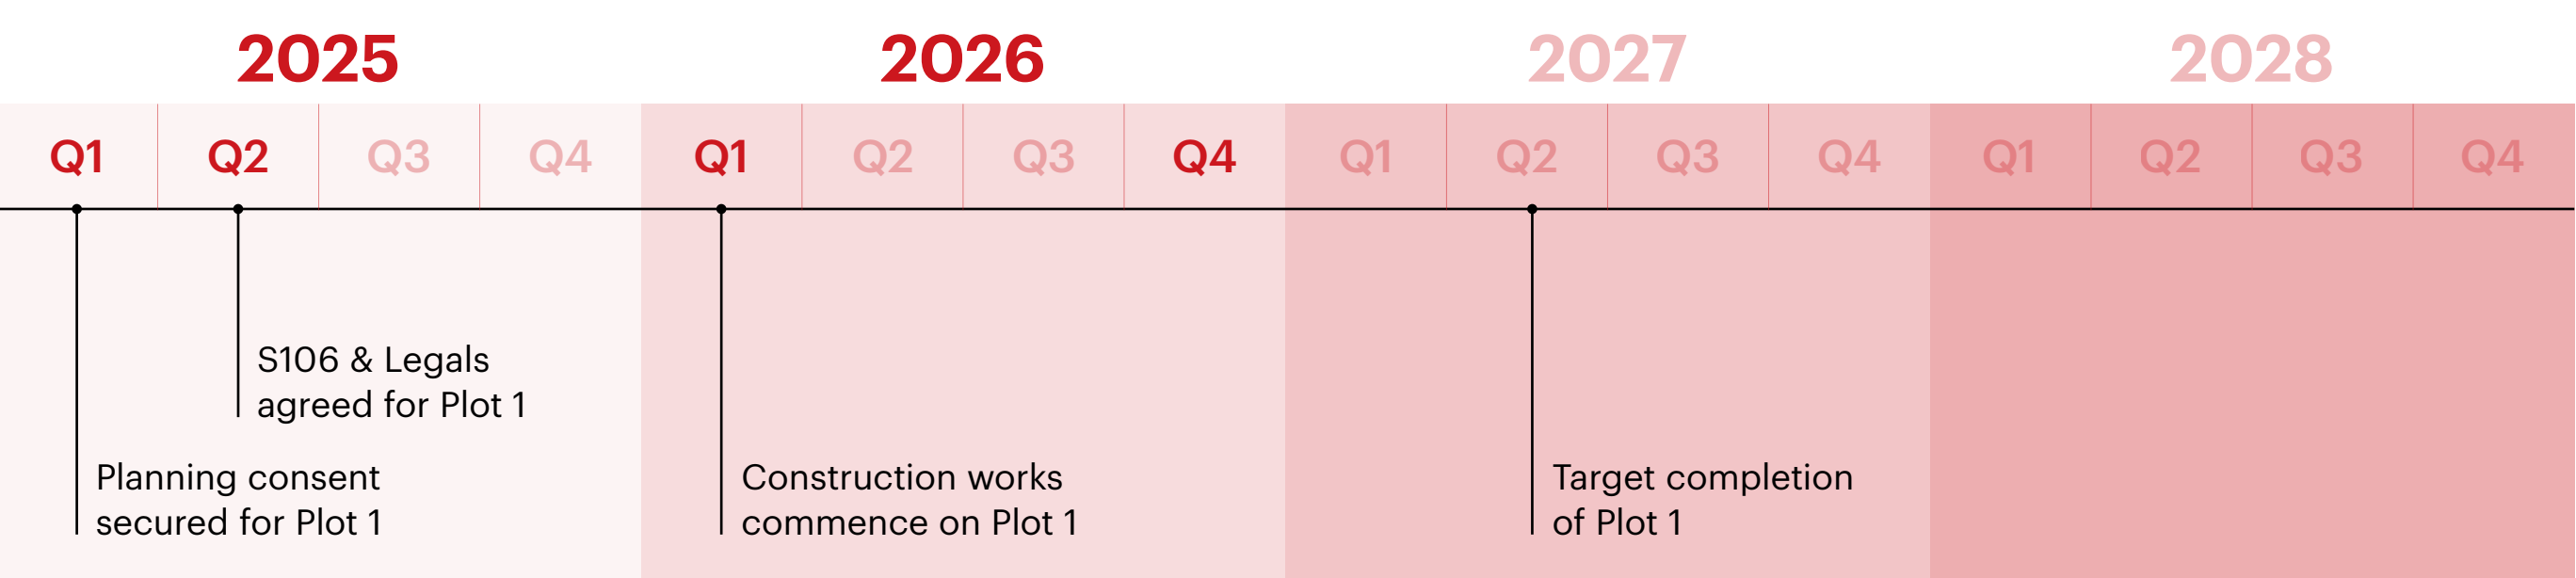 2025 2026 2027 2028
Q1 Q2 Q3 Q4 Q1 Q2 Q3 Q4 Q1 Q2 Q3 Q4 Q1 Q2 Q3 Q4
S106 & Legals
agreed for Plot 1
Planning consent
secured for Plot 1
Construction works
commence on Plot 1
Target completion
of Plot 1